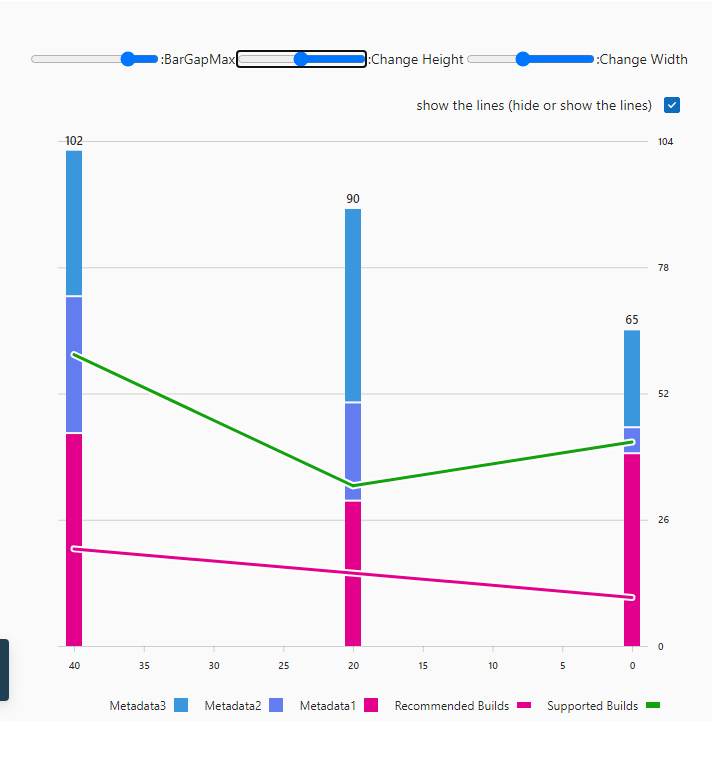 :BarGapMax :Change Height :Change Width
show the lines (hide or show the lines)
102
90
65
104
78
52
26
0
40 35 30 25 20 15 10 5 0
Metadata3 Metadata2 Metadata1 Recommended Builds Supported Builds